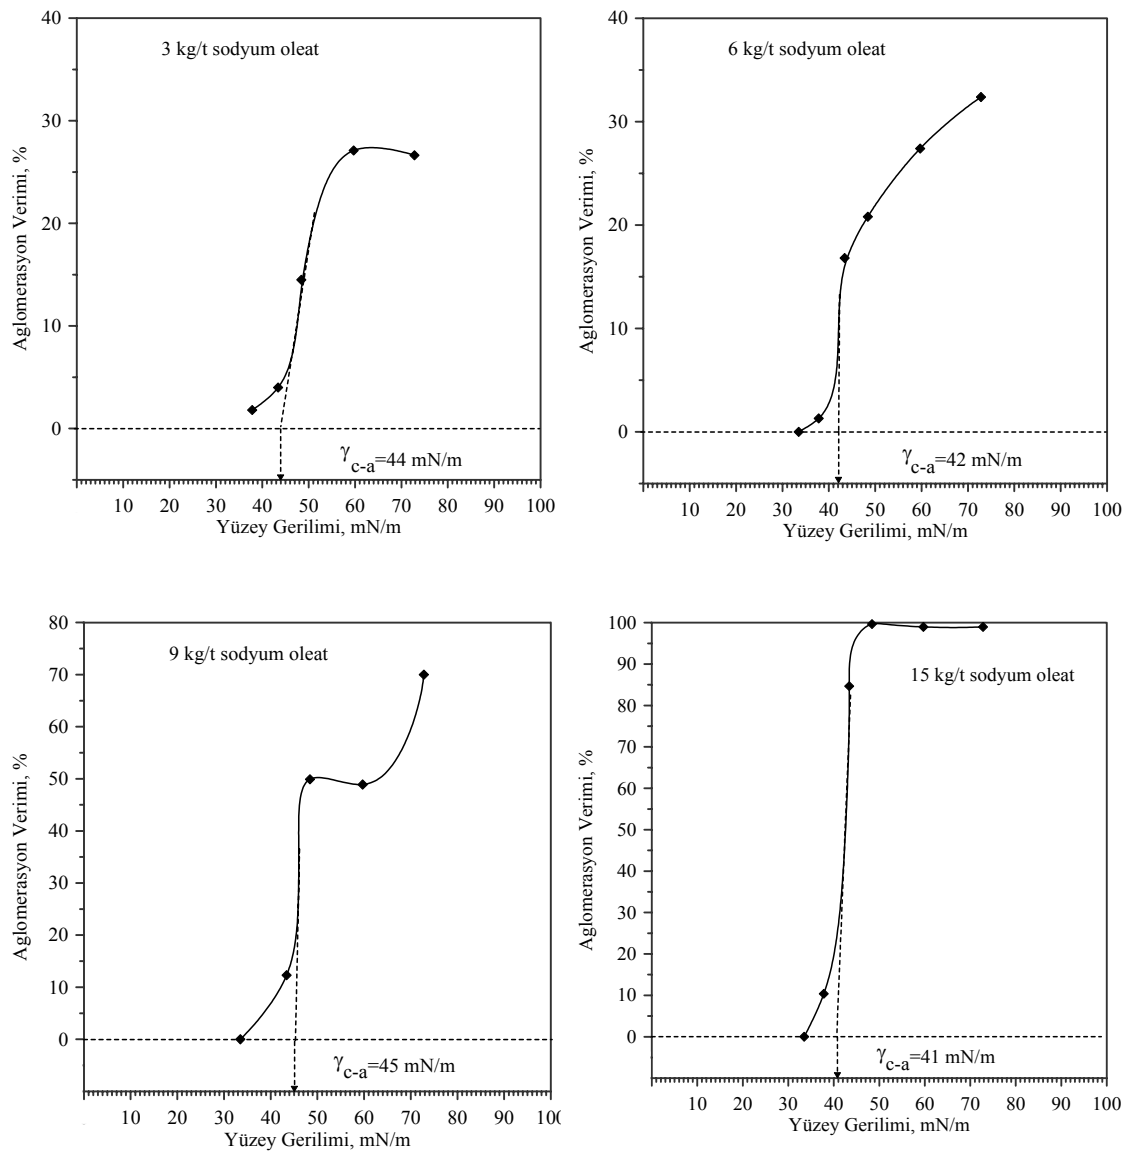 40
3 kg/t sodyum oleat
30
20
10
0
Aglomerasyon Verimi, %
γc-a=44 mN/m
10 20 30 40 50 60 70 80 90 100
Yüzey Gerilimi, mN/m
40
6 kg/t sodyum oleat
30
20
10
0
Aglomerasyon Verimi, %
γc-a=42 mN/m
10 20 30 40 50 60 70 80 90 100
Yüzey Gerilimi, mN/m
80
9 kg/t sodyum oleat
70
60
50
40
30
20
10
0
Aglomerasyon Verimi, %
γc-a=45 mN/m
10 20 30 40 50 60 70 80 90 100
Yüzey Gerilimi, mN/m
100
90
15 kg/t sodyum oleat
80
70
60
50
40
30
20
10
0
Aglomerasyon Verimi, %
γc-a=41 mN/m
10 20 30 40 50 60 70 80 90 100
Yüzey Gerilimi, mN/m